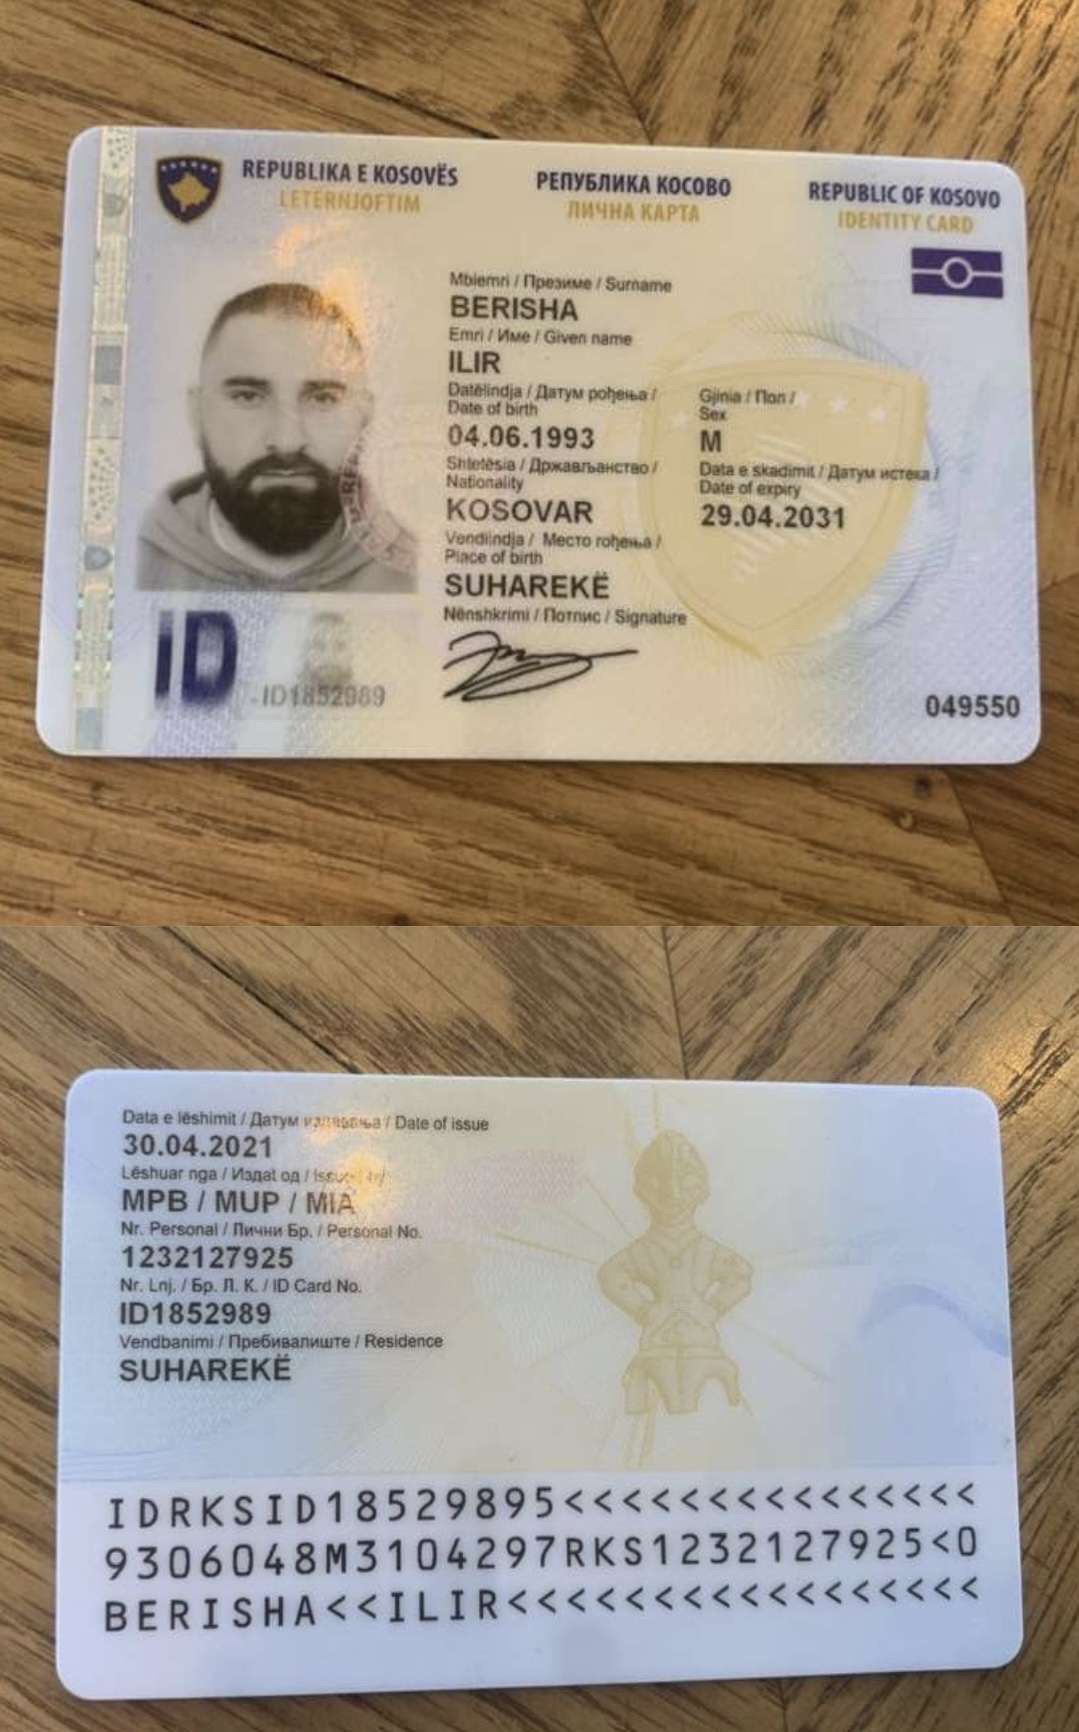 REPUBLIKA E KOSOVËS
LETERNJOFTIM
РЕПУБЛИКА КОСОВО
ЛИЧНА КАРТА
REPUBLIC OF KOSOVO
IDENTITY CARD
Mbiemri / Презиме / Surname
BERISHA
Emri / Име / Given name
ILIR
Datëlindja / Датум рођења /
Date of birth
04.06.1993
Gjinia / Пол /
Sex
M
Shtetësia / Држављанство /
Nationality
KOSOVAR
Data e skadimit / Датум истека /
Date of expiry
29.04.2031
Vendlindja / Место rођења /
Place of birth
SUHAREKË
Nënshkrimi / Потпис / Signature
ID
ID1852989
049550
Data e lëshimit / Датум издавања / Date of issue
30.04.2021
Lëshuar nga / Издат од /
MPB / MUP / MIA
Nr. Personal / Лични Бр. / Personal No.
1232127925
Nr. Lnj. / Бр. Л. К. / ID Card No.
ID1852989
Vendbanimi / Пребивалиште / Residence
SUHAREKË
IDRKSID18529895<<<<<<<<<<<<<<<
9306048M3104297RKS1232127925<0
BERISHA<<ILIR<<<<<<<<<<<<<<<<<